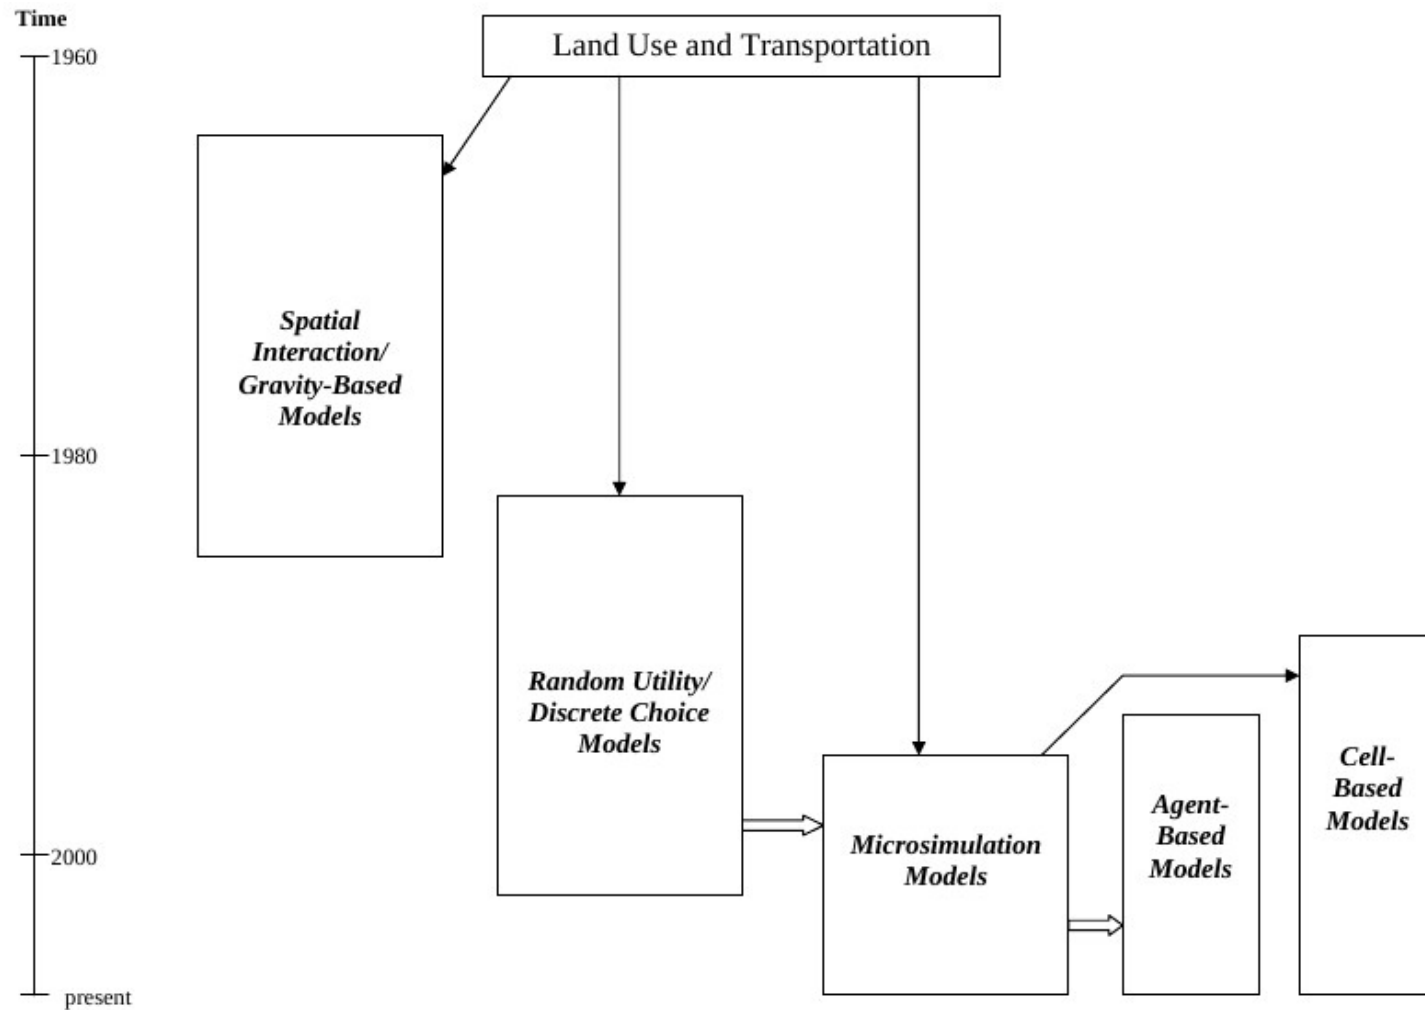 Time
1960
Land Use and Transportation
Spatial
Interaction/
Gravity-Based
Models
1980
Random Utility/
Discrete Choice
Models
Microsimulation
Models
Agent-
Based
Models
Cell-
Based
Models
2000
present